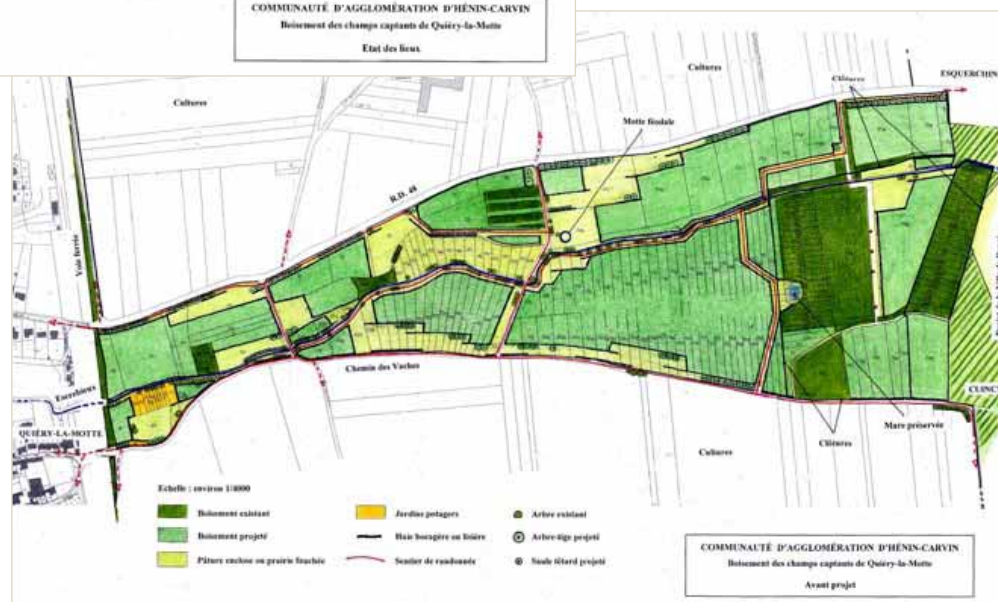 COMMUNAUTÉ D'AGGLOMÉRATION D'HÉNIN-CARVIN
Boisement des champs captants de Quiéry-la-Motte
Etat des lieux
Cultures
Cultures
Clôtures
ESQUERCHIN
Motte féodale
R.D. 48
Voie ferrée
Chemin des Vaches
Escrebieux
QUIÉRY-LA-MOTTE
Cultures
Clôtures
Mare préservée
CUINC
Echelle : environ 1/4000
Boisement existant
Boisement projeté
Pâture enclose ou prairie fauchée
Jardins potagers
Haie bocagère ou lisière
Sentier de randonnée
Arbre existant
Arbre-tige projeté
Saule têtard projeté
COMMUNAUTÉ D'AGGLOMÉRATION D'HÉNIN-CARVIN
Boisement des champs captants de Quiéry-la-Motte
Avant projet